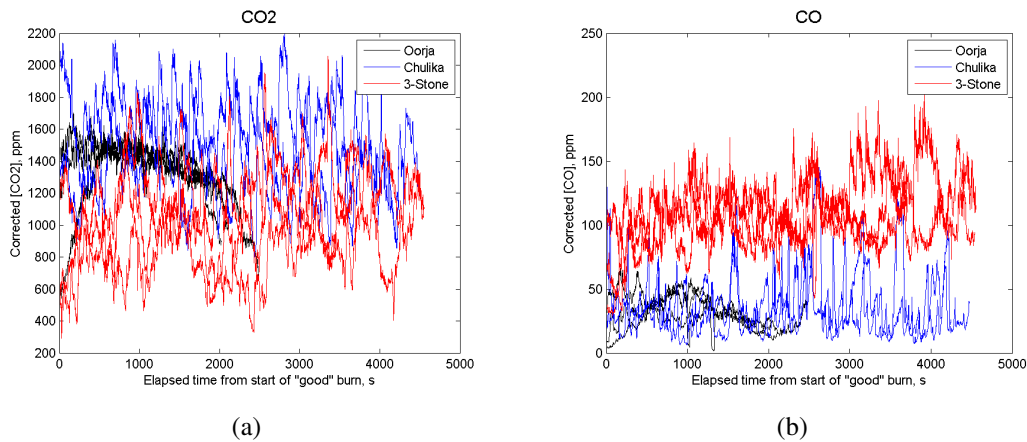 CO2
2200
2000
1800
1600
1400
1200
1000
800
600
400
200
0
1000
2000
3000
4000
5000
Corrected [CO2], ppm
Elapsed time from start of "good" burn, s
Oorja
Chulika
3-Stone
(a)
CO
250
200
150
100
50
0
0
1000
2000
3000
4000
5000
Corrected [CO], ppm
Elapsed time from start of "good" burn, s
Oorja
Chulika
3-Stone
(b)